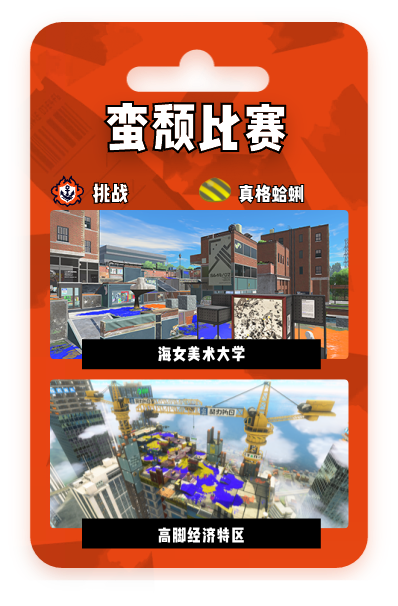 蛮颓比赛
挑战
真格蛤蜊
海女美术大学
高脚经济特区